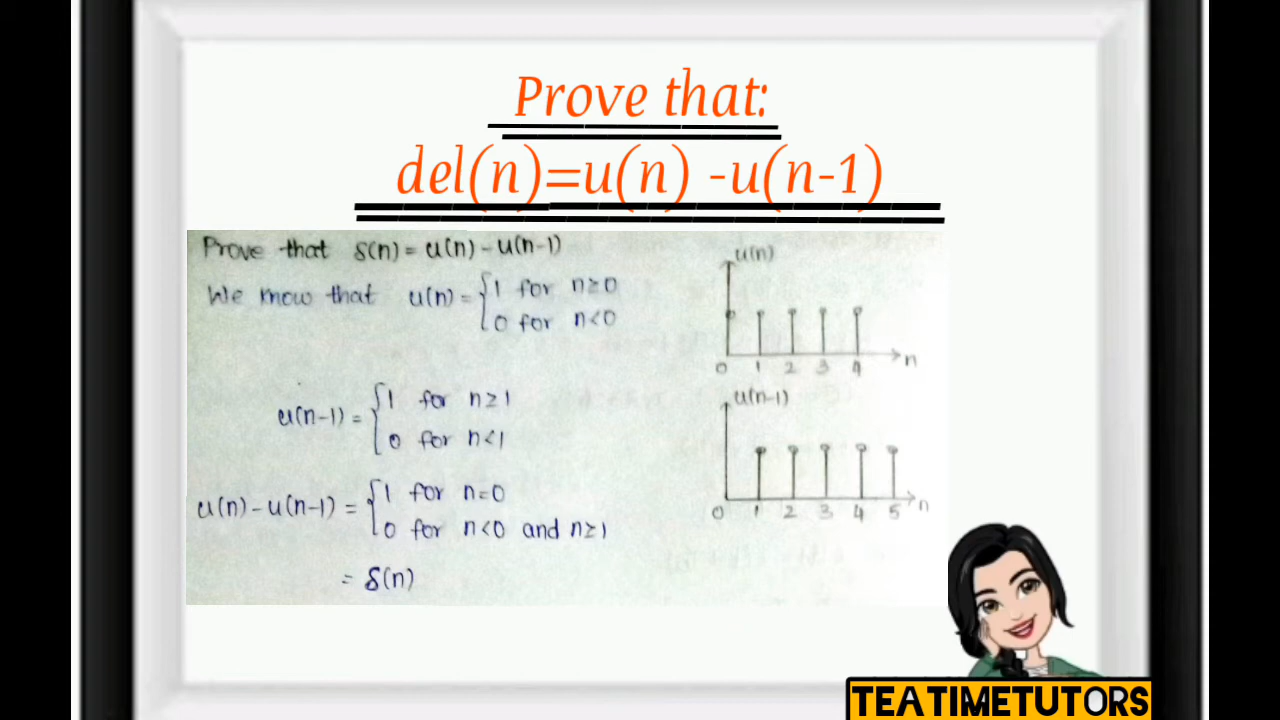 Prove that:
del(n)=u(n) -u(n-1)
Prove that δ(n) = u(n) - u(n-1)
We know that u(n) = {1 for n≥0
0 for n<0
u(n-1) = {1 for n≥1
0 for n<1
u(n) - u(n-1) = {1 for n=0
0 for n<0 and n≥1
= δ(n)
u(n)
0 1 2 3 4 n
u(n-1)
0 1 2 3 4 5 n
TEATIMETUTORS